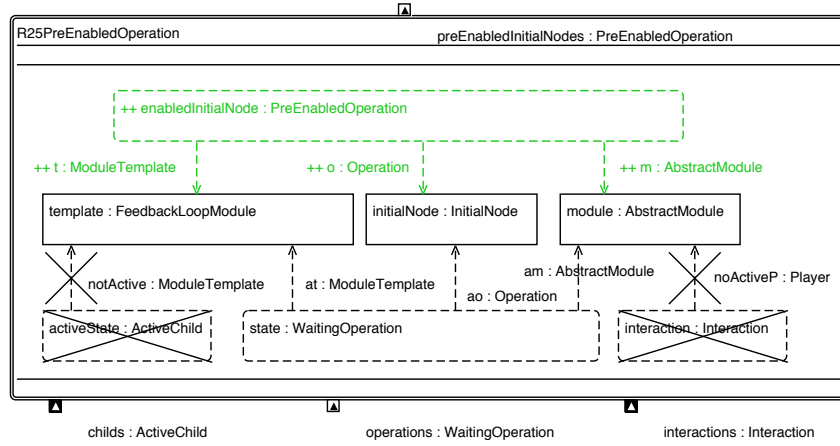 R25PreEnabledOperation
preEnabledInitialNodes : PreEnabledOperation
++ enabledInitialNode : PreEnabledOperation
++ t : ModuleTemplate
++ o : Operation
++ m : AbstractModule
template : FeedbackLoopModule
initialNode : InitialNode
module : AbstractModule
notActive : ModuleTemplate
at : ModuleTemplate
am : AbstractModule
noActiveP : Player
ao : Operation
activeState : ActiveChild
state : WaitingOperation
interaction : Interaction
childs : ActiveChild
operations : WaitingOperation
interactions : Interaction